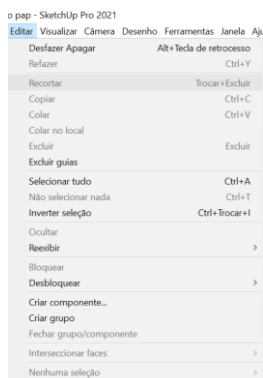 o pap - SketchUp Pro 2021
Editar Visualizar Câmera Desenho Ferramentas Janela Aju
Desfazer Apagar Alt+Tecla de retrocesso
Refazer Ctrl+Y
Recortar Trocar+Excluir
Copiar Ctrl+C
Colar Ctrl+V
Colar no local
Excluir Excluir
Excluir guias
Selecionar tudo Ctrl+A
Não selecionar nada Ctrl+T
Inverter seleção Ctrl+Trocar+I
Ocultar
Reexibir
Bloquear
Desbloquear
Criar componente...
Criar grupo
Fechar grupo/componente
Interseccionar faces
Nenhuma seleção